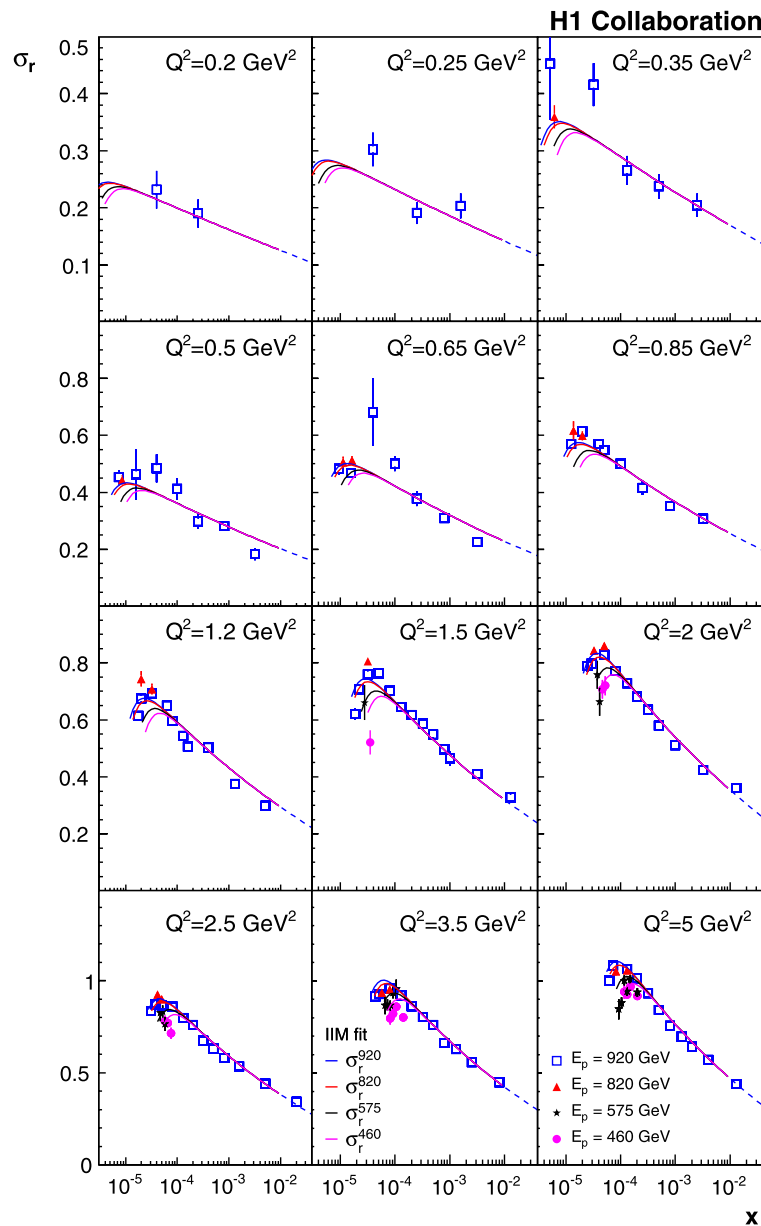 H1 Collaboration
σr
0.5
0.4
0.3
0.2
0.1
Q²=0.2 GeV²
Q²=0.25 GeV²
Q²=0.35 GeV²
0.8
0.6
0.4
0.2
Q²=0.5 GeV²
Q²=0.65 GeV²
Q²=0.85 GeV²
0.8
0.6
0.4
0.2
Q²=1.2 GeV²
Q²=1.5 GeV²
Q²=2 GeV²
1
0.5
0
Q²=2.5 GeV²
Q²=3.5 GeV²
Q²=5 GeV²
IIM fit
σr⁹²⁰
σr⁸²⁰
σr⁵⁷⁵
σr⁴⁶⁰
Ep = 920 GeV
Ep = 820 GeV
Ep = 575 GeV
Ep = 460 GeV
10⁻⁵ 10⁻⁴ 10⁻³ 10⁻² 10⁻⁵ 10⁻⁴ 10⁻³ 10⁻² 10⁻⁵ 10⁻⁴ 10⁻³ 10⁻²
x